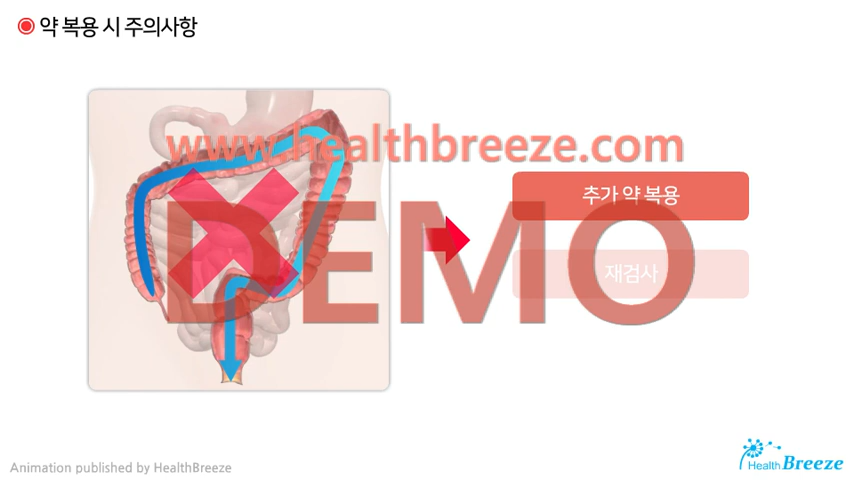 약 복용 시 주의사항
www.healthbreeze.com
추가 약 복용
DEMO
재검사
Animation published by HealthBreeze
Health Breeze